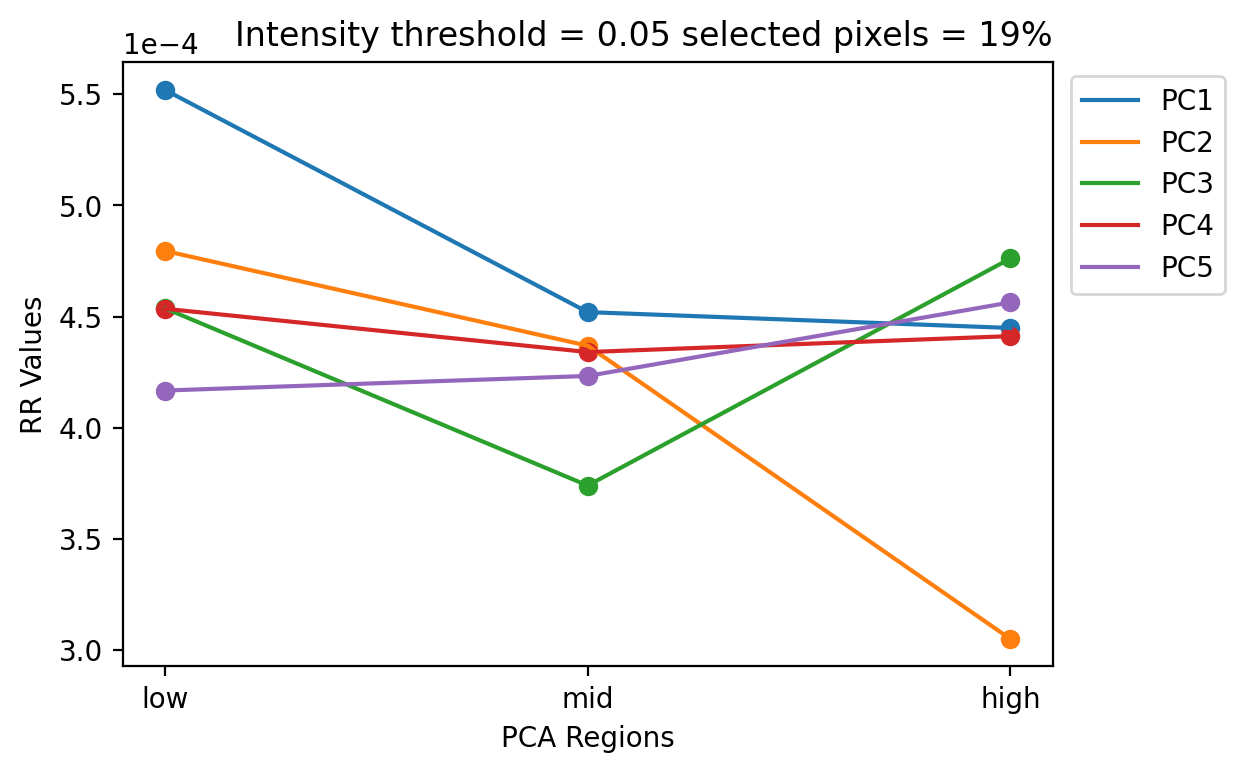 Intensity threshold = 0.05 selected pixels = 19%
1e−4
5.5
5.0
4.5
4.0
3.5
3.0
RR Values
low
mid
high
PCA Regions
PC1
PC2
PC3
PC4
PC5